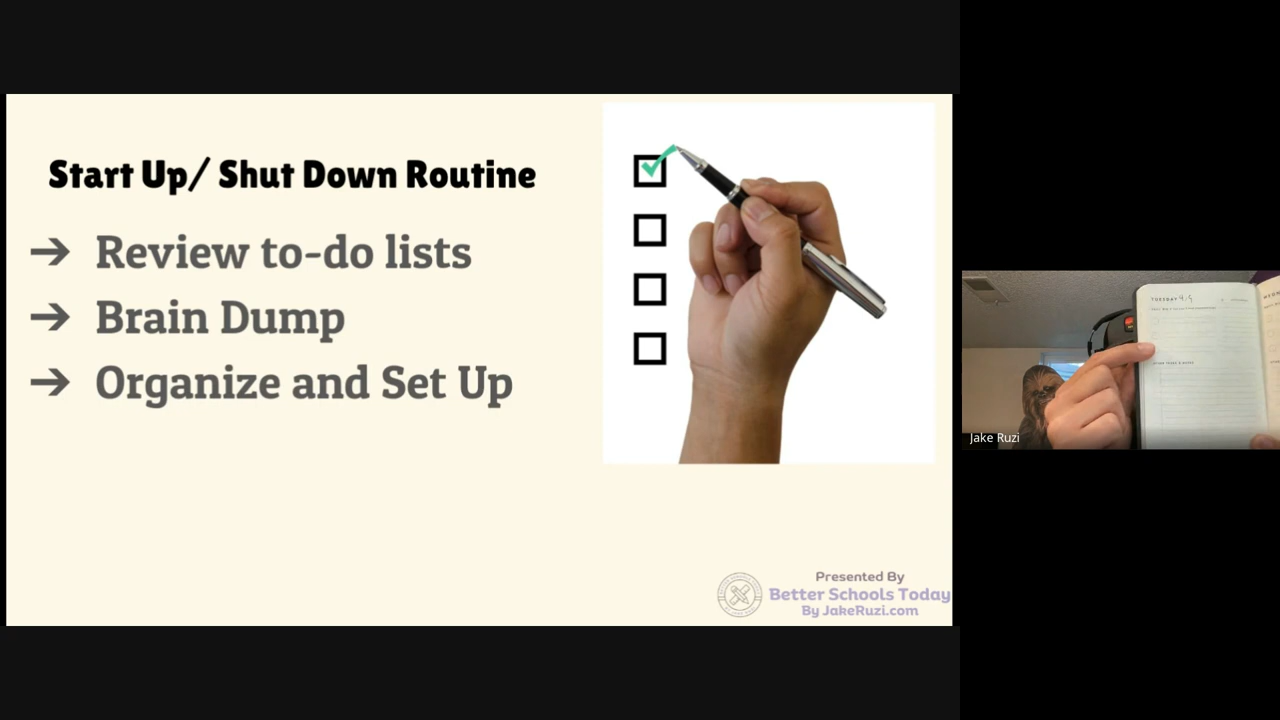 Start Up/ Shut Down Routine
➔ Review to-do lists
➔ Brain Dump
➔ Organize and Set Up
Presented By
Better Schools Today
By JakeRuzi.com
Jake Ruzi
TUESDAY